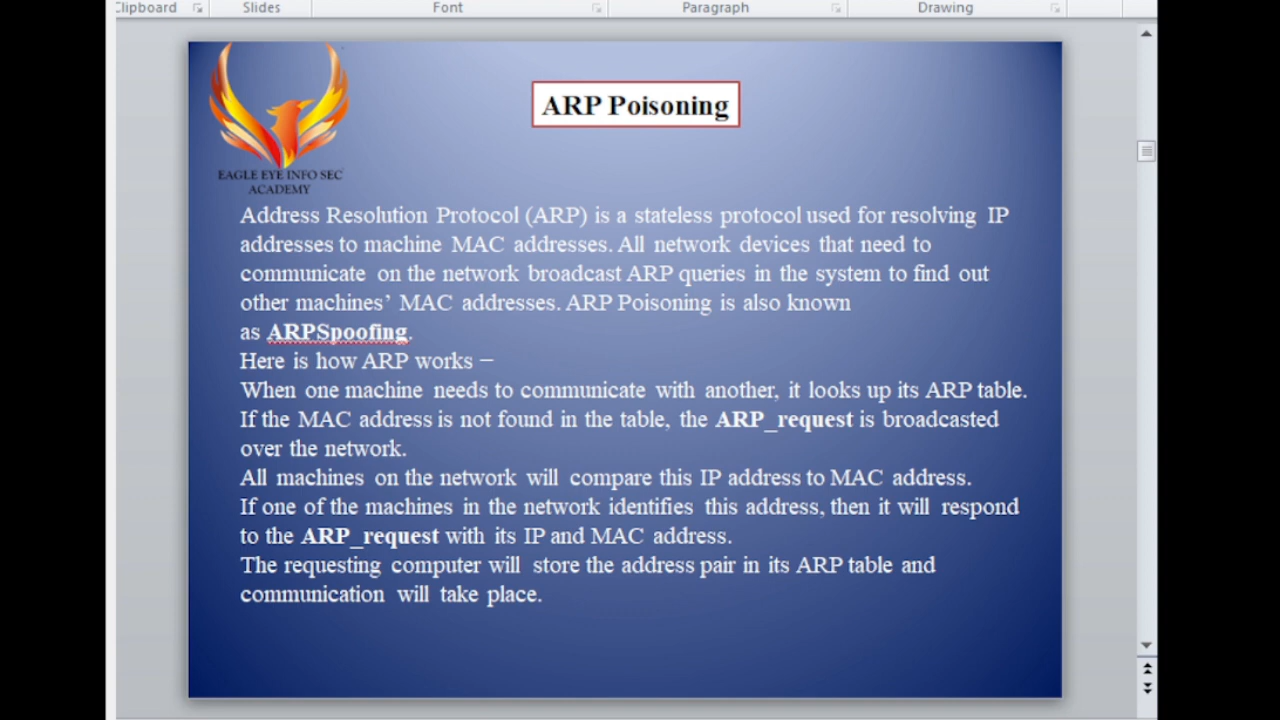 Clipboard Slides Font Paragraph Drawing
EAGLE EYE INFO SEC
ACADEMY
ARP Poisoning
Address Resolution Protocol (ARP) is a stateless protocol used for resolving IP
addresses to machine MAC addresses. All network devices that need to
communicate on the network broadcast ARP queries in the system to find out
other machines’ MAC addresses. ARP Poisoning is also known
as ARPSpoofing.
Here is how ARP works −
When one machine needs to communicate with another, it looks up its ARP table.
If the MAC address is not found in the table, the ARP_request is broadcasted
over the network.
All machines on the network will compare this IP address to MAC address.
If one of the machines in the network identifies this address, then it will respond
to the ARP_request with its IP and MAC address.
The requesting computer will store the address pair in its ARP table and
communication will take place.